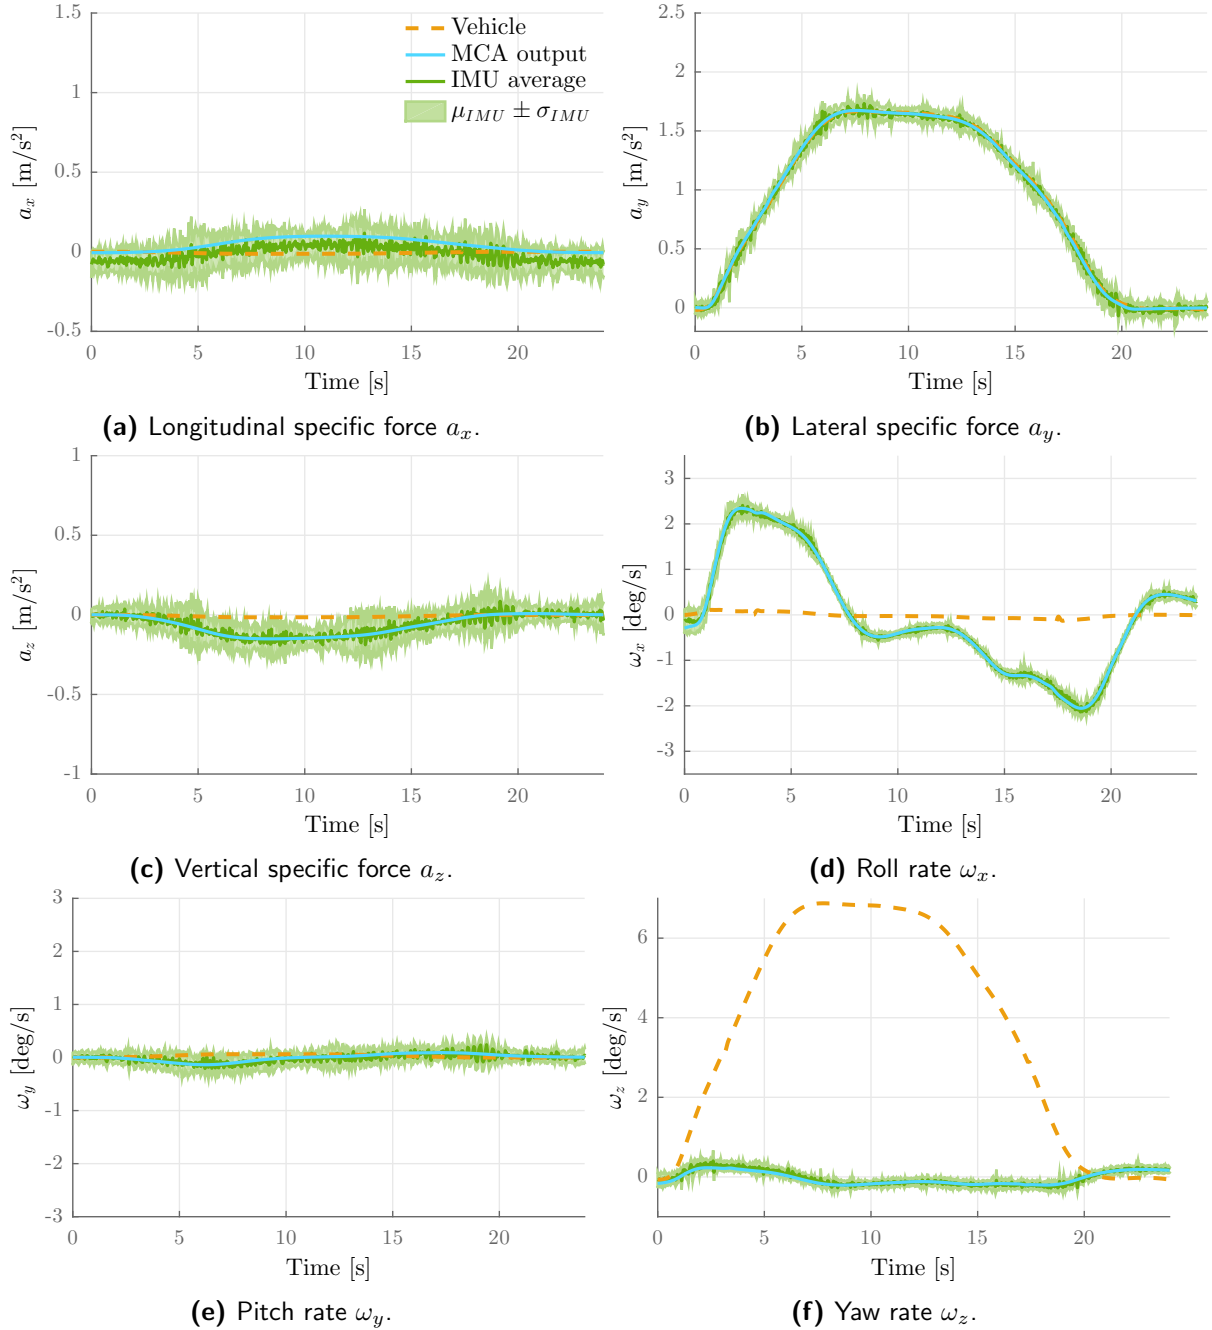 1.5
1
0.5
0
-0.5
a_x [m/s²]
Vehicle
MCA output
IMU average
μ_IMU ± σ_IMU
0 5 10 15 20
Time [s]
(a) Longitudinal specific force a_x.
2.5
2
1.5
1
0.5
0
a_y [m/s²]
0 5 10 15 20
Time [s]
(b) Lateral specific force a_y.
1
0.5
0
-0.5
-1
a_z [m/s²]
0 5 10 15 20
Time [s]
(c) Vertical specific force a_z.
3
2
1
0
-1
-2
-3
ω_x [deg/s]
0 5 10 15 20
Time [s]
(d) Roll rate ω_x.
3
2
1
0
-1
-2
-3
ω_y [deg/s]
0 5 10 15 20
Time [s]
(e) Pitch rate ω_y.
6
4
2
0
ω_z [deg/s]
0 5 10 15 20
Time [s]
(f) Yaw rate ω_z.